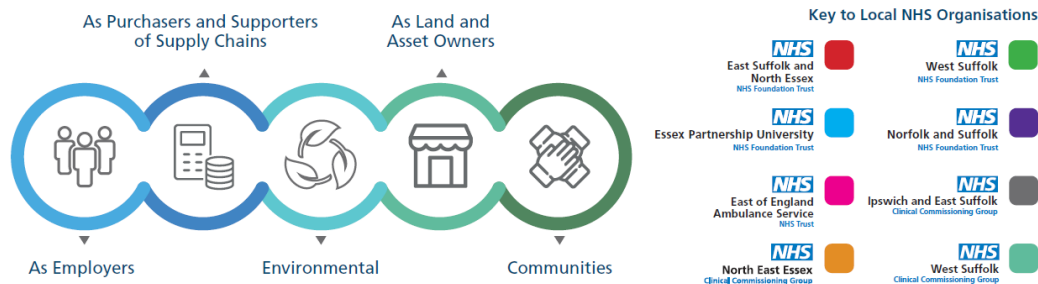 As Purchasers and Supporters
of Supply Chains
As Land and
Asset Owners
As Employers
Environmental
Communities
Key to Local NHS Organisations
NHS
East Suffolk and
North Essex
NHS Foundation Trust
NHS
West Suffolk
NHS Foundation Trust
NHS
Essex Partnership University
NHS Foundation Trust
NHS
Norfolk and Suffolk
NHS Foundation Trust
NHS
East of England
Ambulance Service
NHS Trust
NHS
Ipswich and East Suffolk
Clinical Commissioning Group
NHS
North East Essex
Clinical Commissioning Group
NHS
West Suffolk
Clinical Commissioning Group